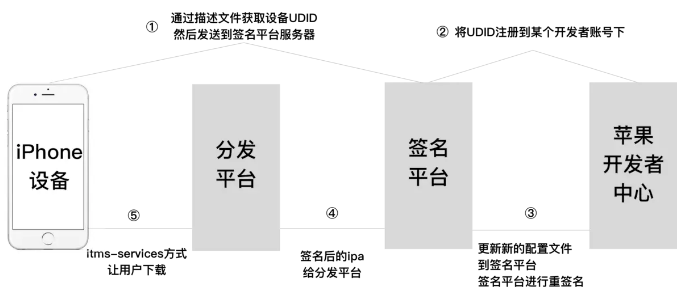 ① 通过描述文件获取设备UDID
然后发送到签名平台服务器
② 将UDID注册到某个开发者账号下
iPhone
设备
分发
平台
签名
平台
苹果
开发者
中心
⑤
itms-services方式
让用户下载
④
签名后的ipa
给分发平台
③
更新新的配置文件
到签名平台
签名平台进行重签名